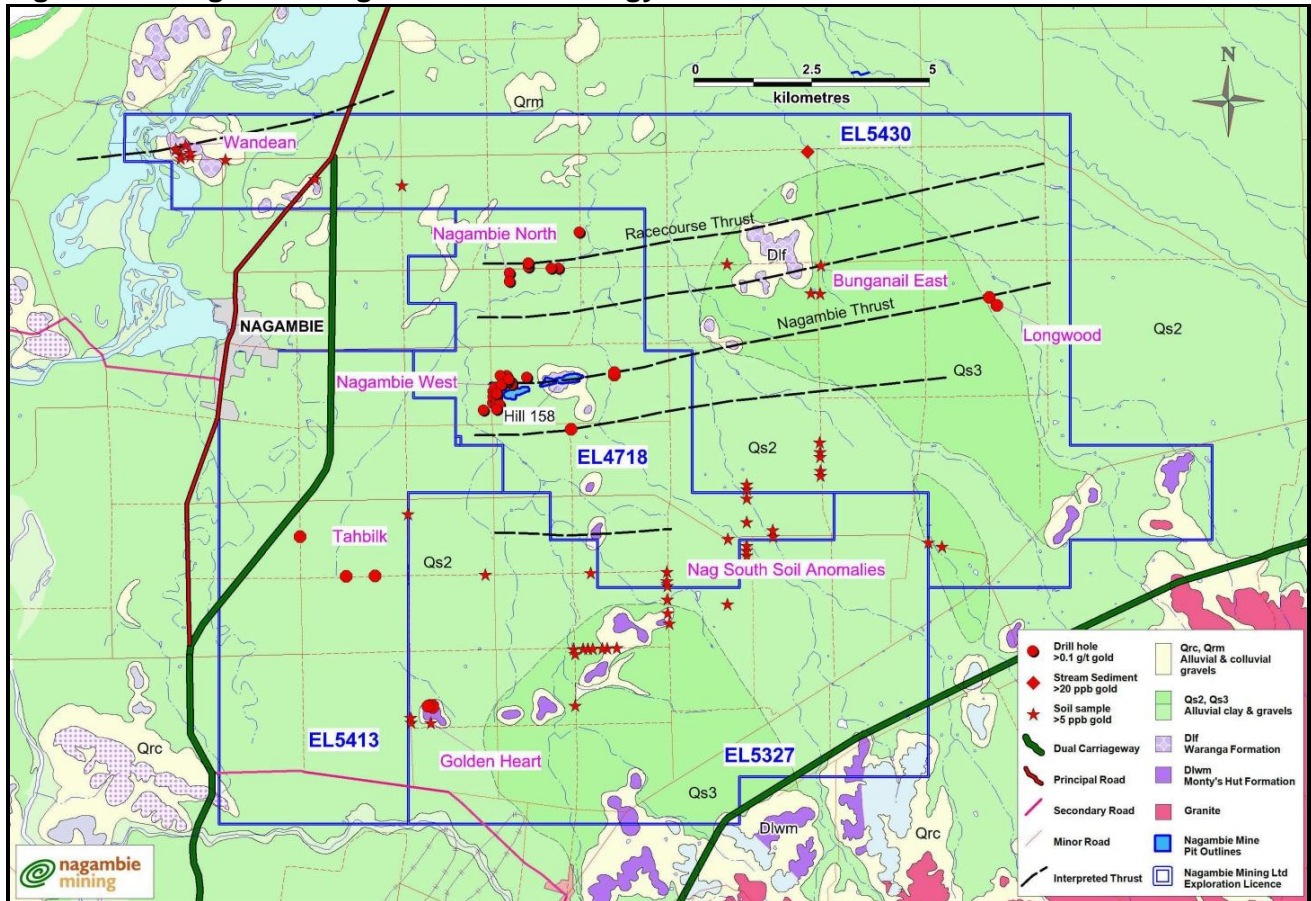 0 2.5 5
kilometres
N
Qrm
Wandean
EL5430
Nagambie North
Racecourse Thrust
Dlf
Bunganail East
Nagambie Thrust
NAGAMBIE
Longwood
Qs2
Nagambie West
Qs3
Hill 158
EL4718
Qs2
Tahbilk
Qs2
Nag South Soil Anomalies
EL5413
Golden Heart
EL5327
Qrc
Qs3
Dlwm
Qrc
Drill hole
>0.1 g/t gold
Stream Sediment
>20 ppb gold
Soil sample
>5 ppb gold
Dual Carriageway
Principal Road
Secondary Road
Minor Road
Interpreted Thrust
Qrc, Qrm
Alluvial & colluvial
gravels
Qs2, Qs3
Alluvial clay & gravels
Dlf
Waranga Formation
Dlwm
Monty's Hut Formation
Granite
Nagambie Mine
Pit Outlines
Nagambie Mining Ltd
Exploration Licence
nagambie
mining